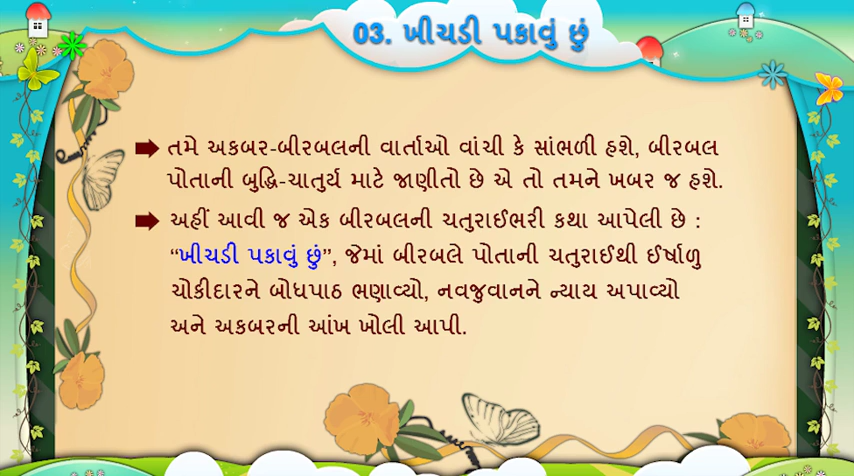 03. ખીચડી પકાવું છું
તમે અકબર-બીરબલની વાર્તાઓ વાંચી કે સાંભળી હશે, બીરબલ
પોતાની બુદ્ધિ-ચાતુર્ય માટે જાણીતો છે એ તો તમને ખબર જ હશે.
અહીં આવી જ એક બીરબલની ચતુરાઈભરી કથા આપેલી છે :
“ખીચડી પકાવું છું”, જેમાં બીરબલે પોતાની ચતુરાઈથી ઈર્ષાળુ
ચોકીદારને બોધપાઠ ભણાવ્યો, નવજુવાનને ન્યાય અપાવ્યો
અને અકબરની આંખ ખોલી આપી.